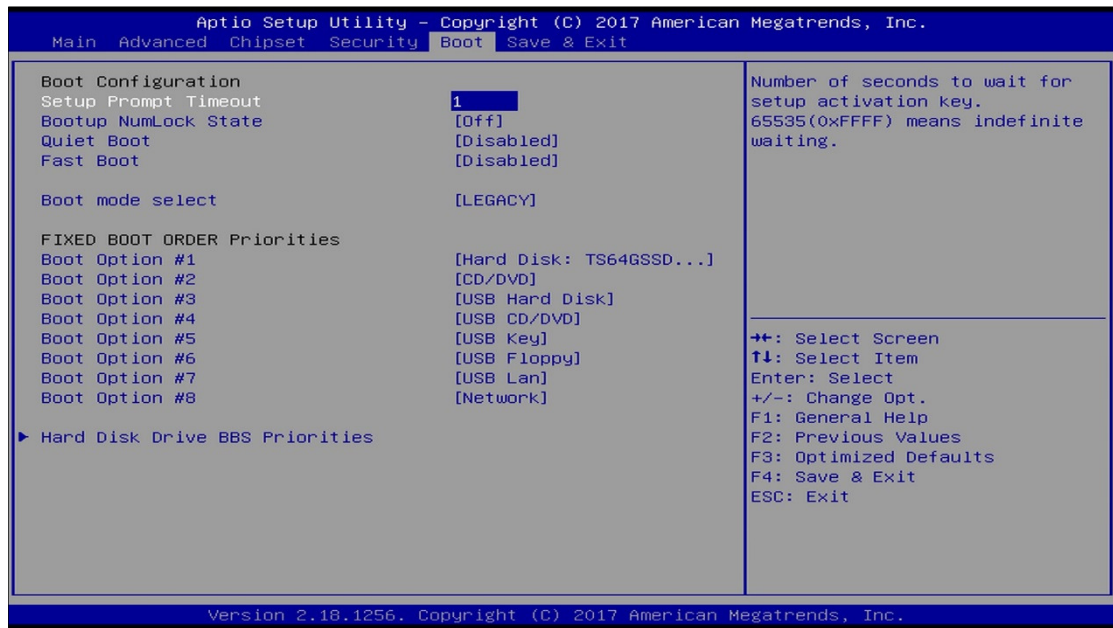 Aptio Setup Utility – Copyright (C) 2017 American Megatrends, Inc.
Main Advanced Chipset Security Boot Save & Exit
Boot Configuration
Setup Prompt Timeout 1
Bootup NumLock State [Off]
Quiet Boot [Disabled]
Fast Boot [Disabled]
Boot mode select [LEGACY]
FIXED BOOT ORDER Priorities
Boot Option #1 [Hard Disk: TS64GSSD...]
Boot Option #2 [CD/DVD]
Boot Option #3 [USB Hard Disk]
Boot Option #4 [USB CD/DVD]
Boot Option #5 [USB Key]
Boot Option #6 [USB Floppy]
Boot Option #7 [USB Lan]
Boot Option #8 [Network]
► Hard Disk Drive BBS Priorities
Number of seconds to wait for
setup activation key.
65535(0xFFFF) means indefinite
waiting.
→←: Select Screen
↑↓: Select Item
Enter: Select
+/-: Change Opt.
F1: General Help
F2: Previous Values
F3: Optimized Defaults
F4: Save & Exit
ESC: Exit
Version 2.18.1256. Copyright (C) 2017 American Megatrends, Inc.